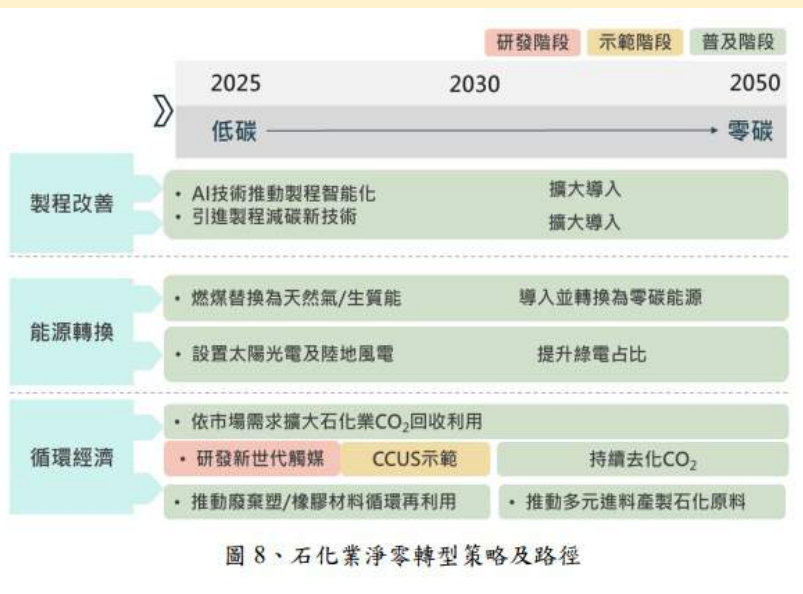 研發階段 示範階段 普及階段
2025 2030 2050
低碳 零碳
製程改善
• AI技術推動製程智能化 擴大導入
• 引進製程減碳新技術 擴大導入
能源轉換
• 燃煤替換為天然氣/生質能 導入並轉換為零碳能源
• 設置太陽光電及陸地風電 提升綠電占比
循環經濟
• 依市場需求擴大石化業CO₂回收利用
• 研發新世代觸媒 CCUS示範 持續去化CO₂
• 推動廢棄塑/橡膠材料循環再利用 • 推動多元進料產製石化原料
圖 8、石化業淨零轉型策略及路徑